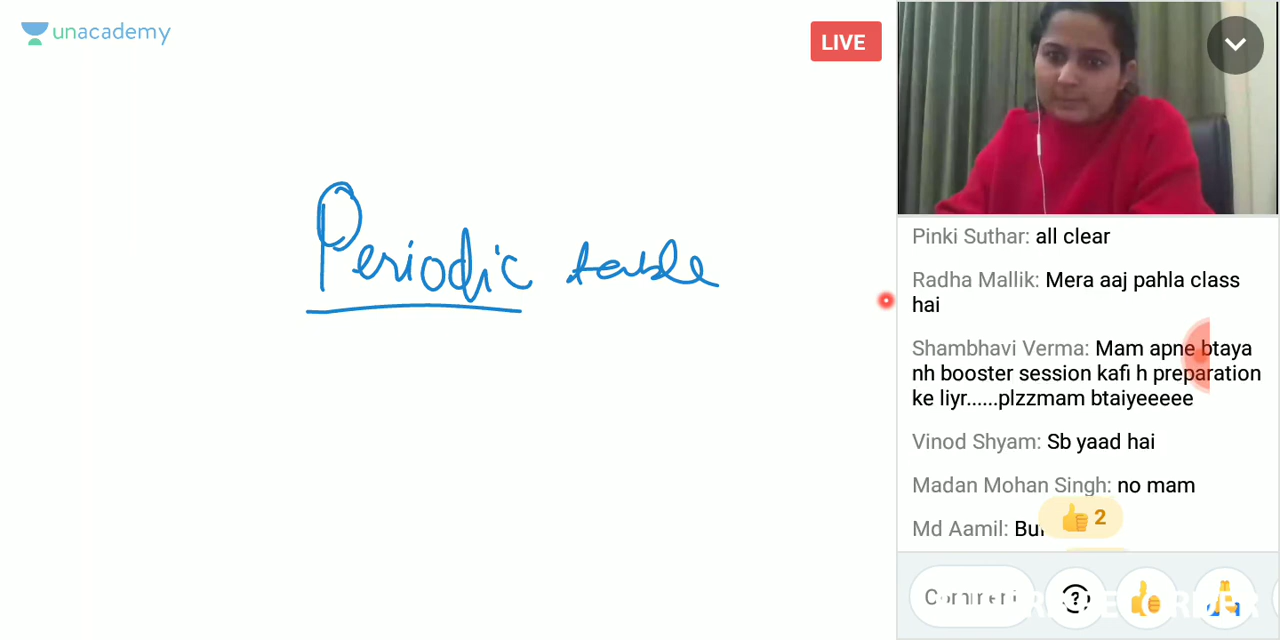 unacademy
LIVE
Periodic table
Pinki Suthar: all clear
Radha Mallik: Mera aaj pahla class
hai
Shambhavi Verma: Mam apne btaya
nh booster session kafi h preparation
ke liyr......plzzmam btaiyeeeee
Vinod Shyam: Sb yaad hai
Madan Mohan Singh: no mam
Md Aamil:
2